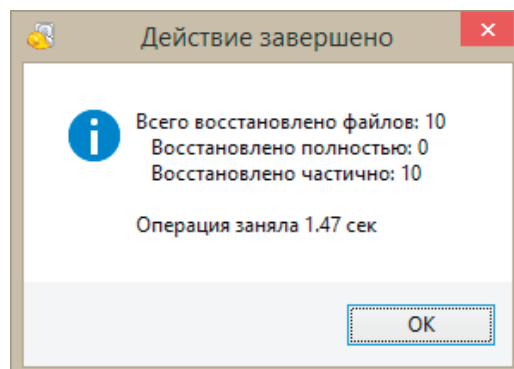 Действие завершено
Всего восстановлено файлов: 10
Восстановлено полностью: 0
Восстановлено частично: 10
Операция заняла 1.47 сек
OK